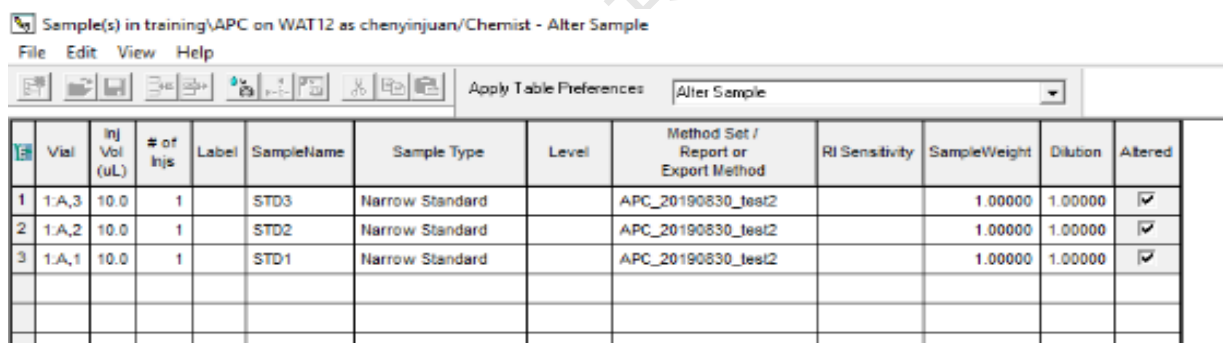 Sample(s) in training\APC on WAT12 as chenyinjuan/Chemist - Alter Sample
File Edit View Help
Apply Table Preferences Alter Sample
Vial Inj Vol (uL) # of Injs Label SampleName Sample Type Level Method Set / Report or Export Method RI Sensitivity SampleWeight Dilution Altered
1 1:A,3 10.0 1 STD3 Narrow Standard APC_20190830_test2 1.00000 1.00000
2 1:A,2 10.0 1 STD2 Narrow Standard APC_20190830_test2 1.00000 1.00000
3 1:A,1 10.0 1 STD1 Narrow Standard APC_20190830_test2 1.00000 1.00000